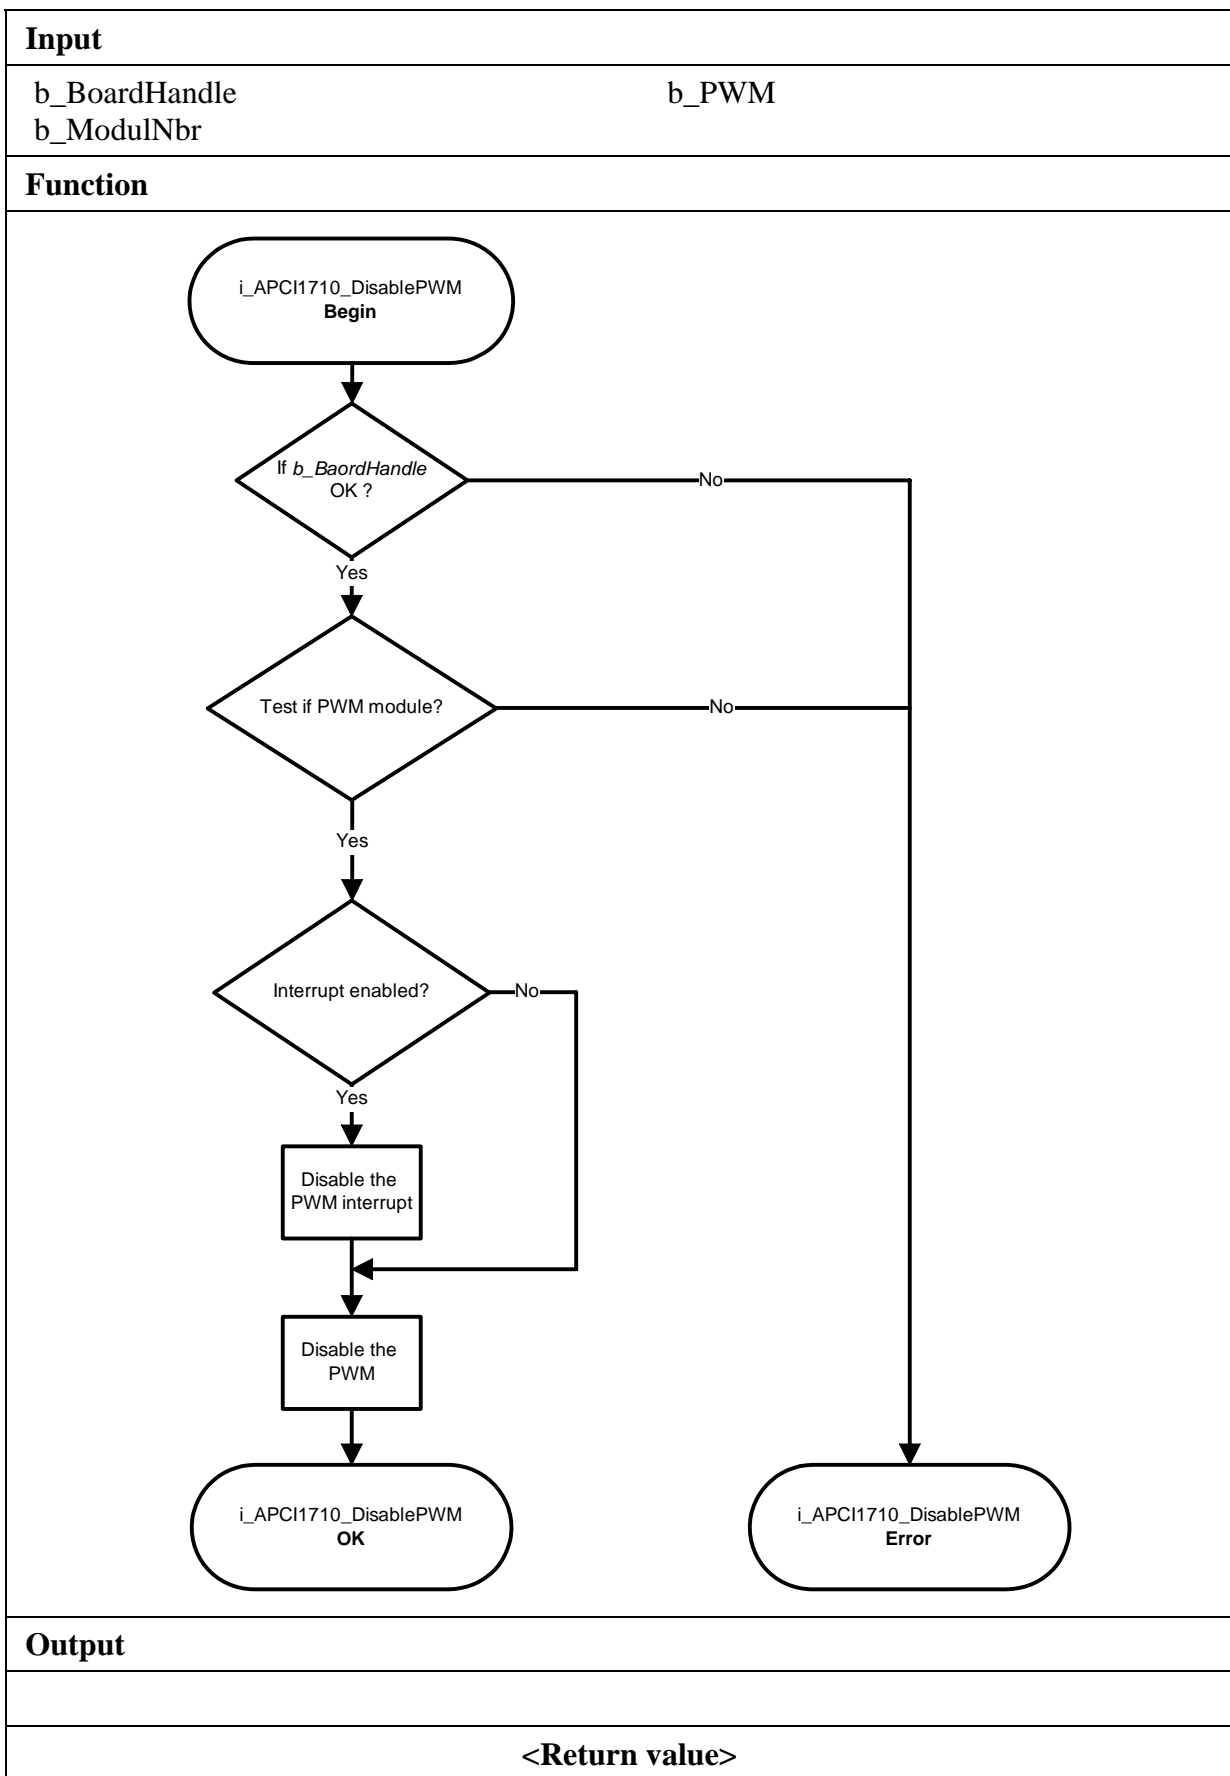 Input
b_BoardHandle b_PWM
b_ModulNbr
Function
i_APCI1710_DisablePWM
Begin
If b_BaordHandle
OK ?
No
Yes
Test if PWM module?
No
Yes
Interrupt enabled?
No
Yes
Disable the
PWM interrupt
Disable the
PWM
i_APCI1710_DisablePWM
OK
i_APCI1710_DisablePWM
Error
Output
<Return value>